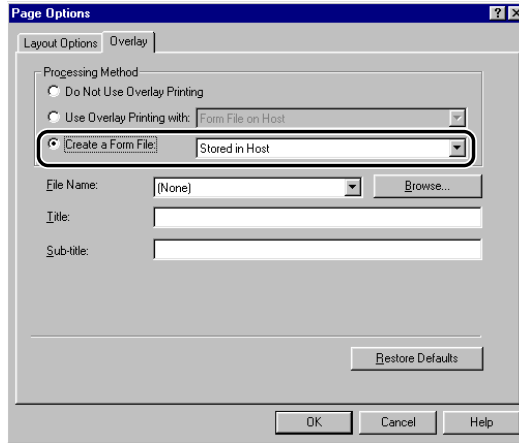 Page Options
Layout Options Overlay
Processing Method
Do Not Use Overlay Printing
Use Overlay Printing with: Form File on Host
Create a Form File: Stored in Host
File Name: (None) Browse...
Title:
Sub-title:
Restore Defaults
OK Cancel Help